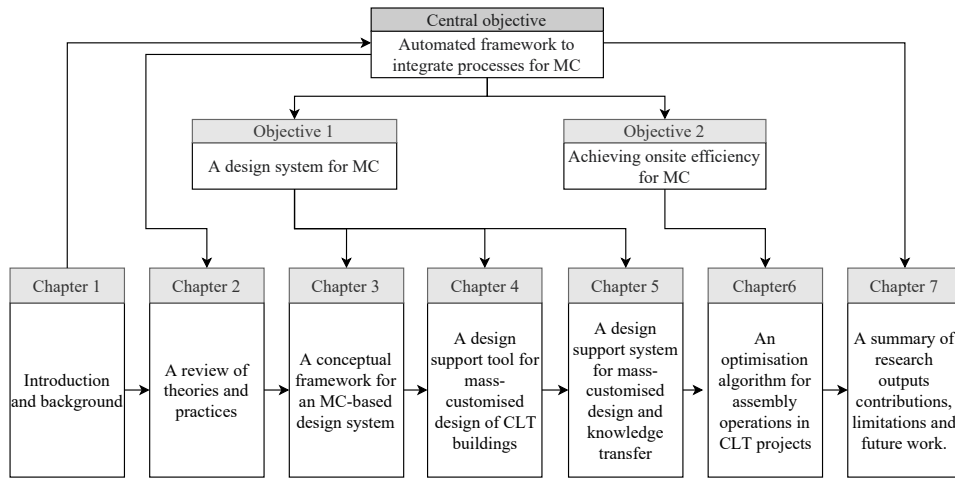 Central objective
Automated framework to
integrate processes for MC
Objective 1
A design system for MC
Objective 2
Achieving onsite efficiency
for MC
Chapter 1
Introduction
and background
Chapter 2
A review of
theories and
practices
Chapter 3
A conceptual
framework for
an MC-based
design system
Chapter 4
A design
support tool for
mass-
customised
design of CLT
buildings
Chapter 5
A design
support system
for mass-
customised
design and
knowledge
transfer
Chapter6
An
optimisation
algorithm for
assembly
operations in
CLT projects
Chapter 7
A summary of
research
outputs
contributions,
limitations and
future work.